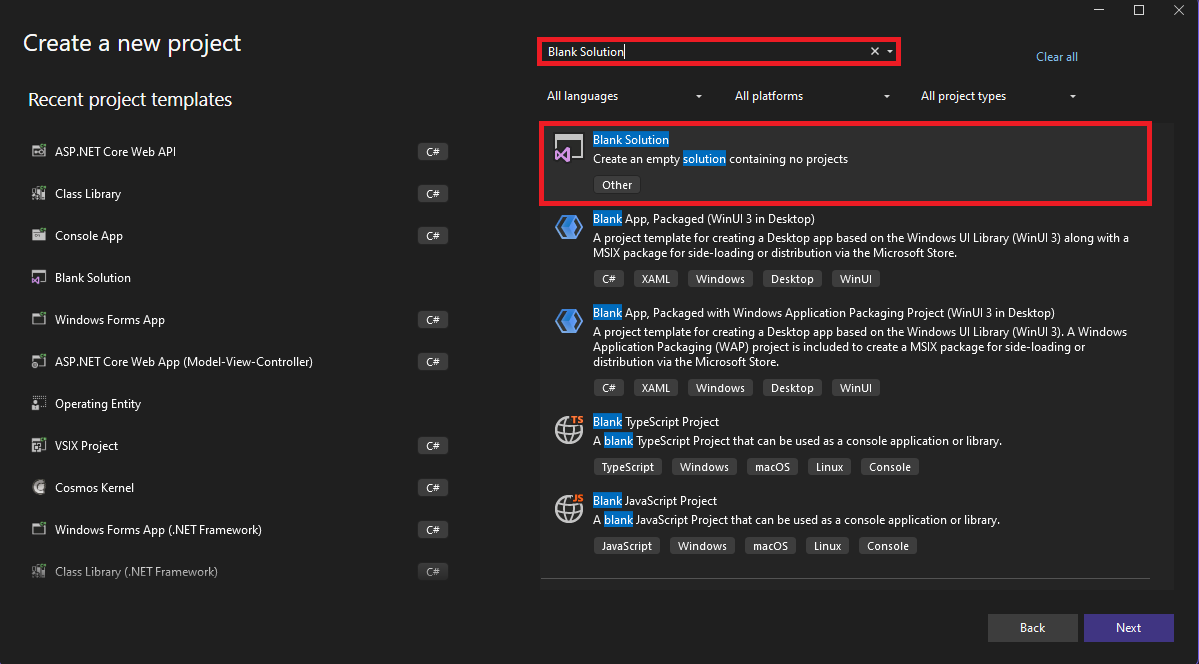 Create a new project
Recent project templates
ASP.NET Core Web API C#
Class Library C#
Console App C#
Blank Solution
Windows Forms App C#
ASP.NET Core Web App (Model-View-Controller) C#
Operating Entity
VSIX Project C#
Cosmos Kernel C#
Windows Forms App (.NET Framework) C#
Class Library (.NET Framework) C#
Blank Solution
Clear all
All languages All platforms All project types
Blank Solution
Create an empty solution containing no projects
Other
Blank App, Packaged (WinUI 3 in Desktop)
A project template for creating a Desktop app based on the Windows UI Library (WinUI 3) along with a
MSIX package for side-loading or distribution via the Microsoft Store.
C# XAML Windows Desktop WinUI
Blank App, Packaged with Windows Application Packaging Project (WinUI 3 in Desktop)
A project template for creating a Desktop app based on the Windows UI Library (WinUI 3). A Windows
Application Packaging (WAP) project is included to create a MSIX package for side-loading or
distribution via the Microsoft Store.
C# XAML Windows Desktop WinUI
TS
Blank TypeScript Project
A blank TypeScript Project that can be used as a console application or library.
TypeScript Windows macOS Linux Console
JS
Blank JavaScript Project
A blank JavaScript Project that can be used as a console application or library.
JavaScript Windows macOS Linux Console
Back Next